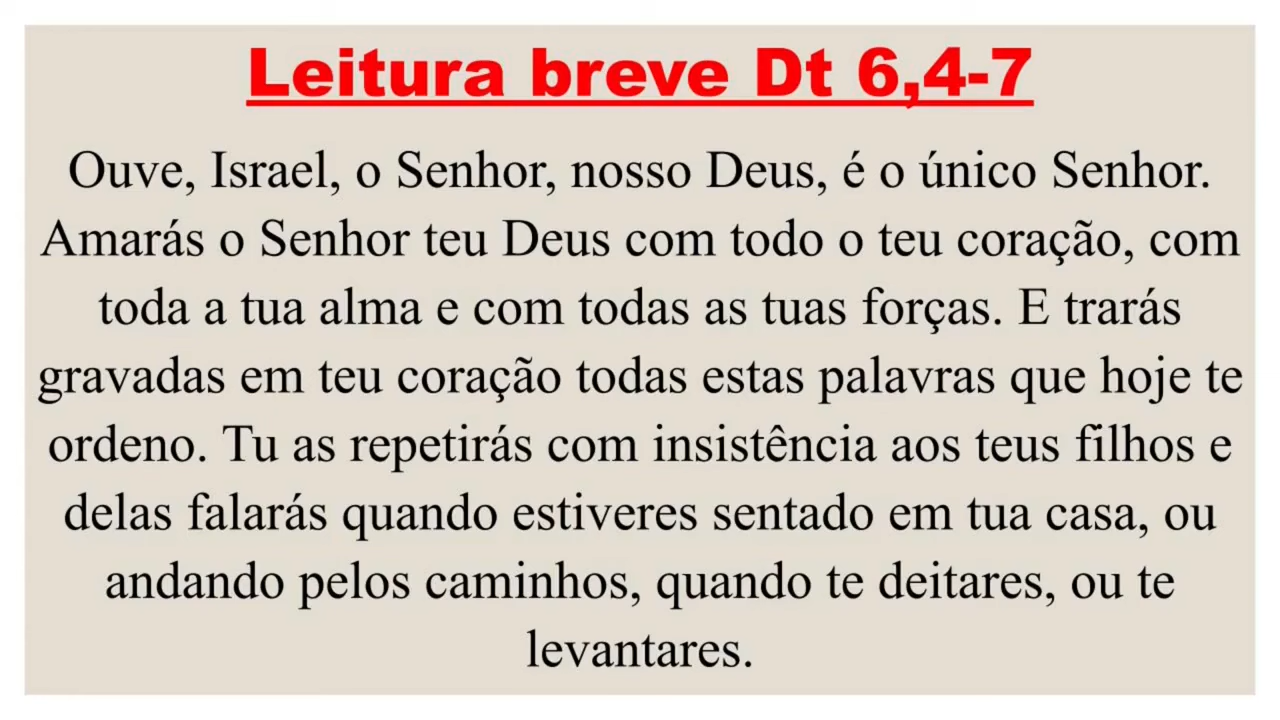 Leitura breve Dt 6,4-7
Ouve, Israel, o Senhor, nosso Deus, é o único Senhor.
Amarás o Senhor teu Deus com todo o teu coração, com
toda a tua alma e com todas as tuas forças. E trarás
gravadas em teu coração todas estas palavras que hoje te
ordeno. Tu as repetirás com insistência aos teus filhos e
delas falarás quando estiveres sentado em tua casa, ou
andando pelos caminhos, quando te deitares, ou te
levantares.